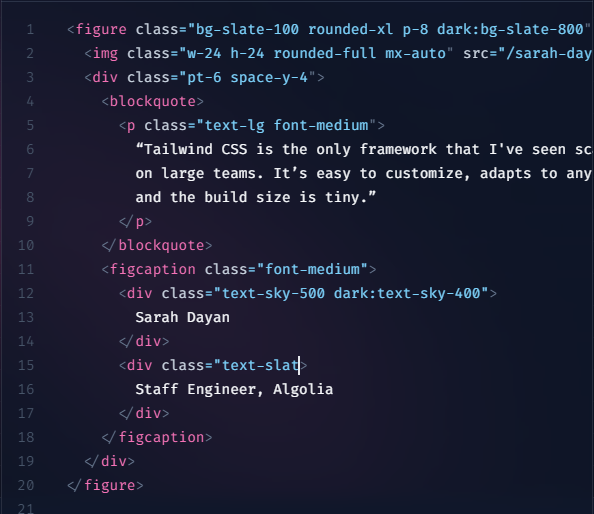 1 <figure class="bg-slate-100 rounded-xl p-8 dark:bg-slate-800"
2 <img class="w-24 h-24 rounded-full mx-auto" src="/sarah-day
3 <div class="pt-6 space-y-4">
4 <blockquote>
5 <p class="text-lg font-medium">
6 “Tailwind CSS is the only framework that I've seen sc
7 on large teams. It’s easy to customize, adapts to any
8 and the build size is tiny.”
9 </p>
10 </blockquote>
11 <figcaption class="font-medium">
12 <div class="text-sky-500 dark:text-sky-400">
13 Sarah Dayan
14 </div>
15 <div class="text-slat>
16 Staff Engineer, Algolia
17 </div>
18 </figcaption>
19 </div>
20 </figure>
21